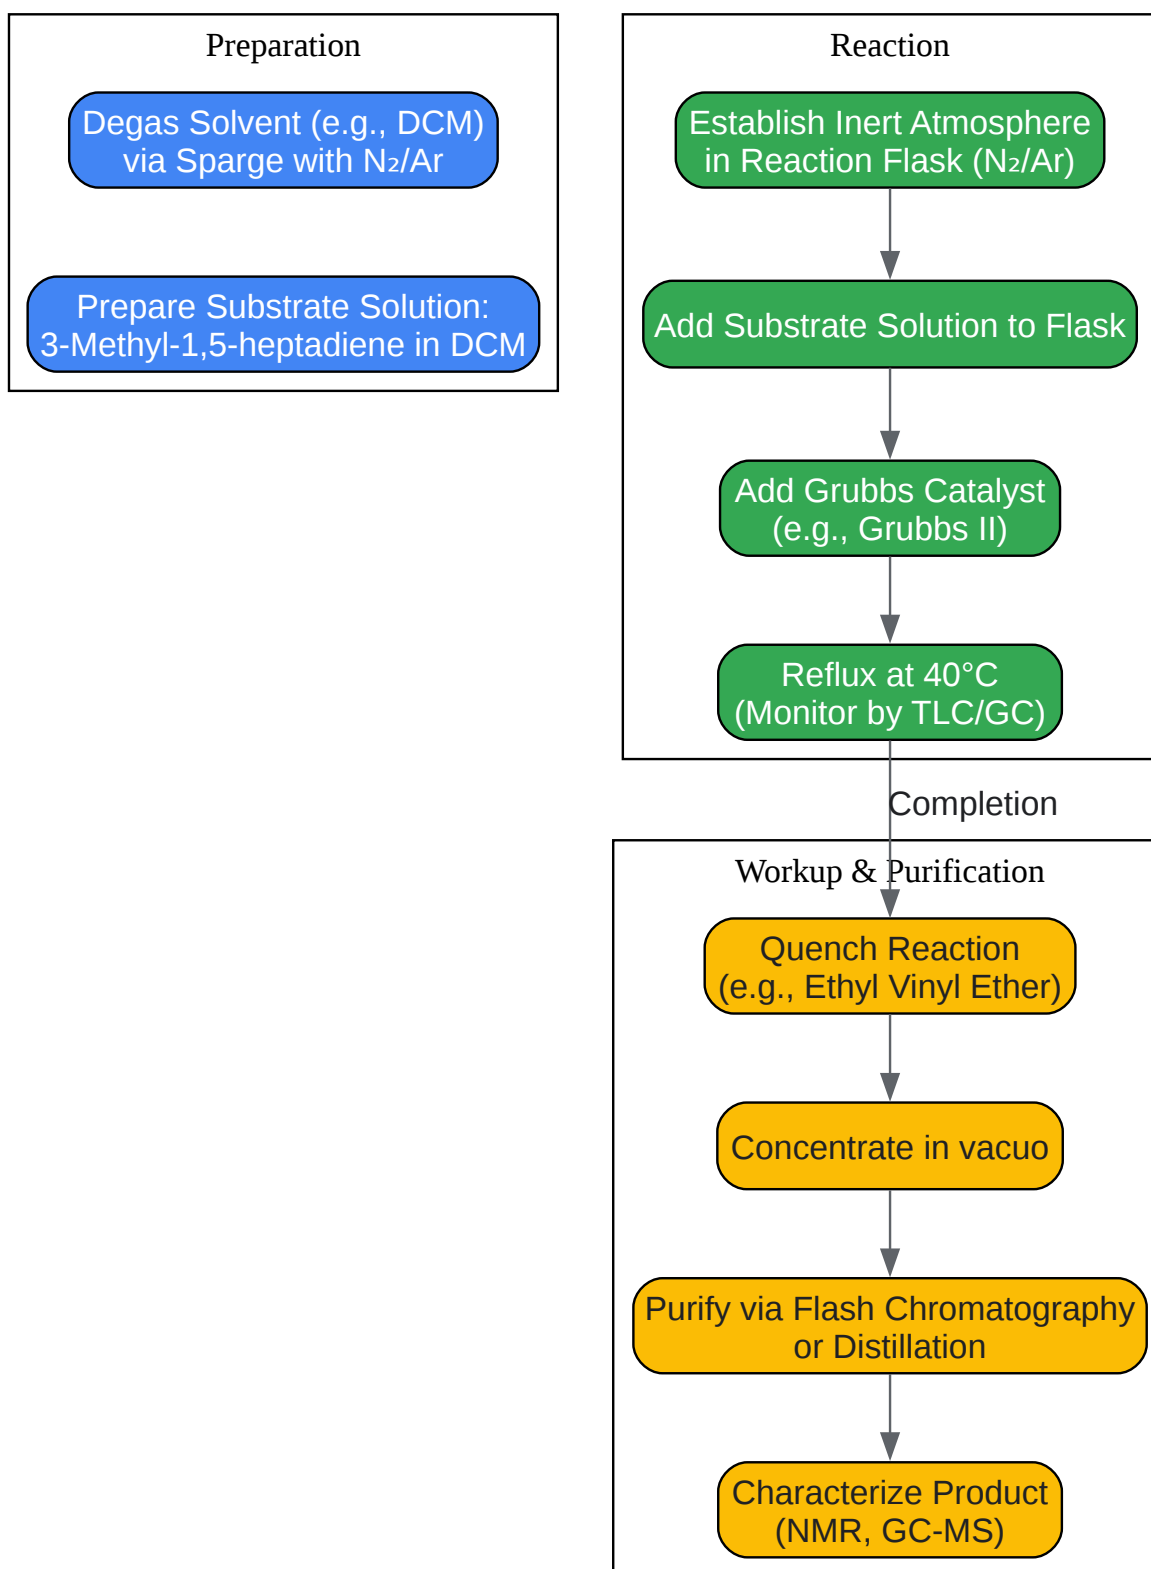 Preparation
Degas Solvent (e.g., DCM)
via Sparge with N₂/Ar
Prepare Substrate Solution:
3-Methyl-1,5-heptadiene in DCM
Reaction
Establish Inert Atmosphere
in Reaction Flask (N₂/Ar)
Add Substrate Solution to Flask
Add Grubbs Catalyst
(e.g., Grubbs II)
Reflux at 40°C
(Monitor by TLC/GC)
Completion
Workup & Purification
Quench Reaction
(e.g., Ethyl Vinyl Ether)
Concentrate in vacuo
Purify via Flash Chromatography
or Distillation
Characterize Product
(NMR, GC-MS)